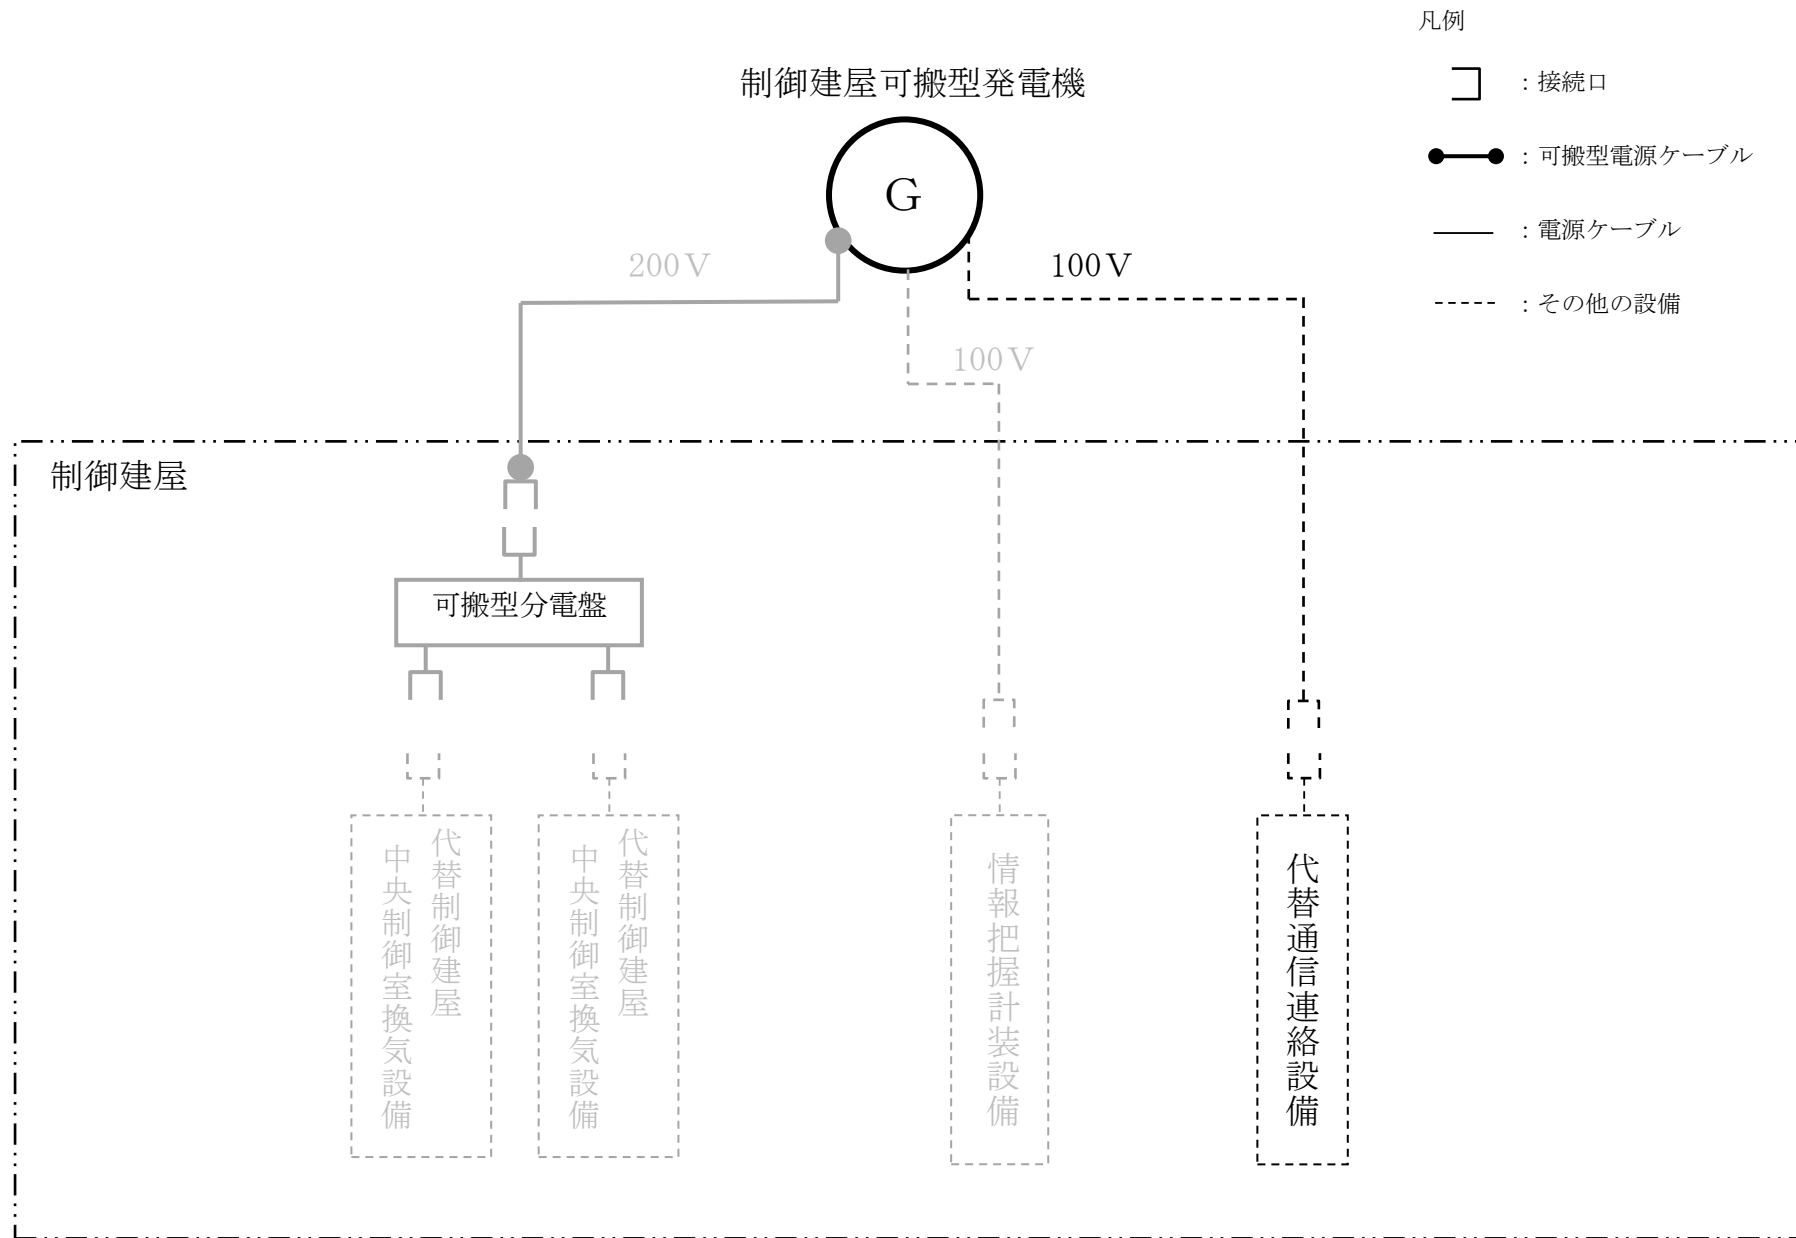 凡例
：接続口
：可搬型電源ケーブル
：電源ケーブル
：その他の設備
制御建屋可搬型発電機
G
200V
100V
100V
制御建屋
可搬型分電盤
代替制御建屋
中央制御室換気設備
代替制御建屋
中央制御室換気設備
情報把握計装設備
代替通信連絡設備